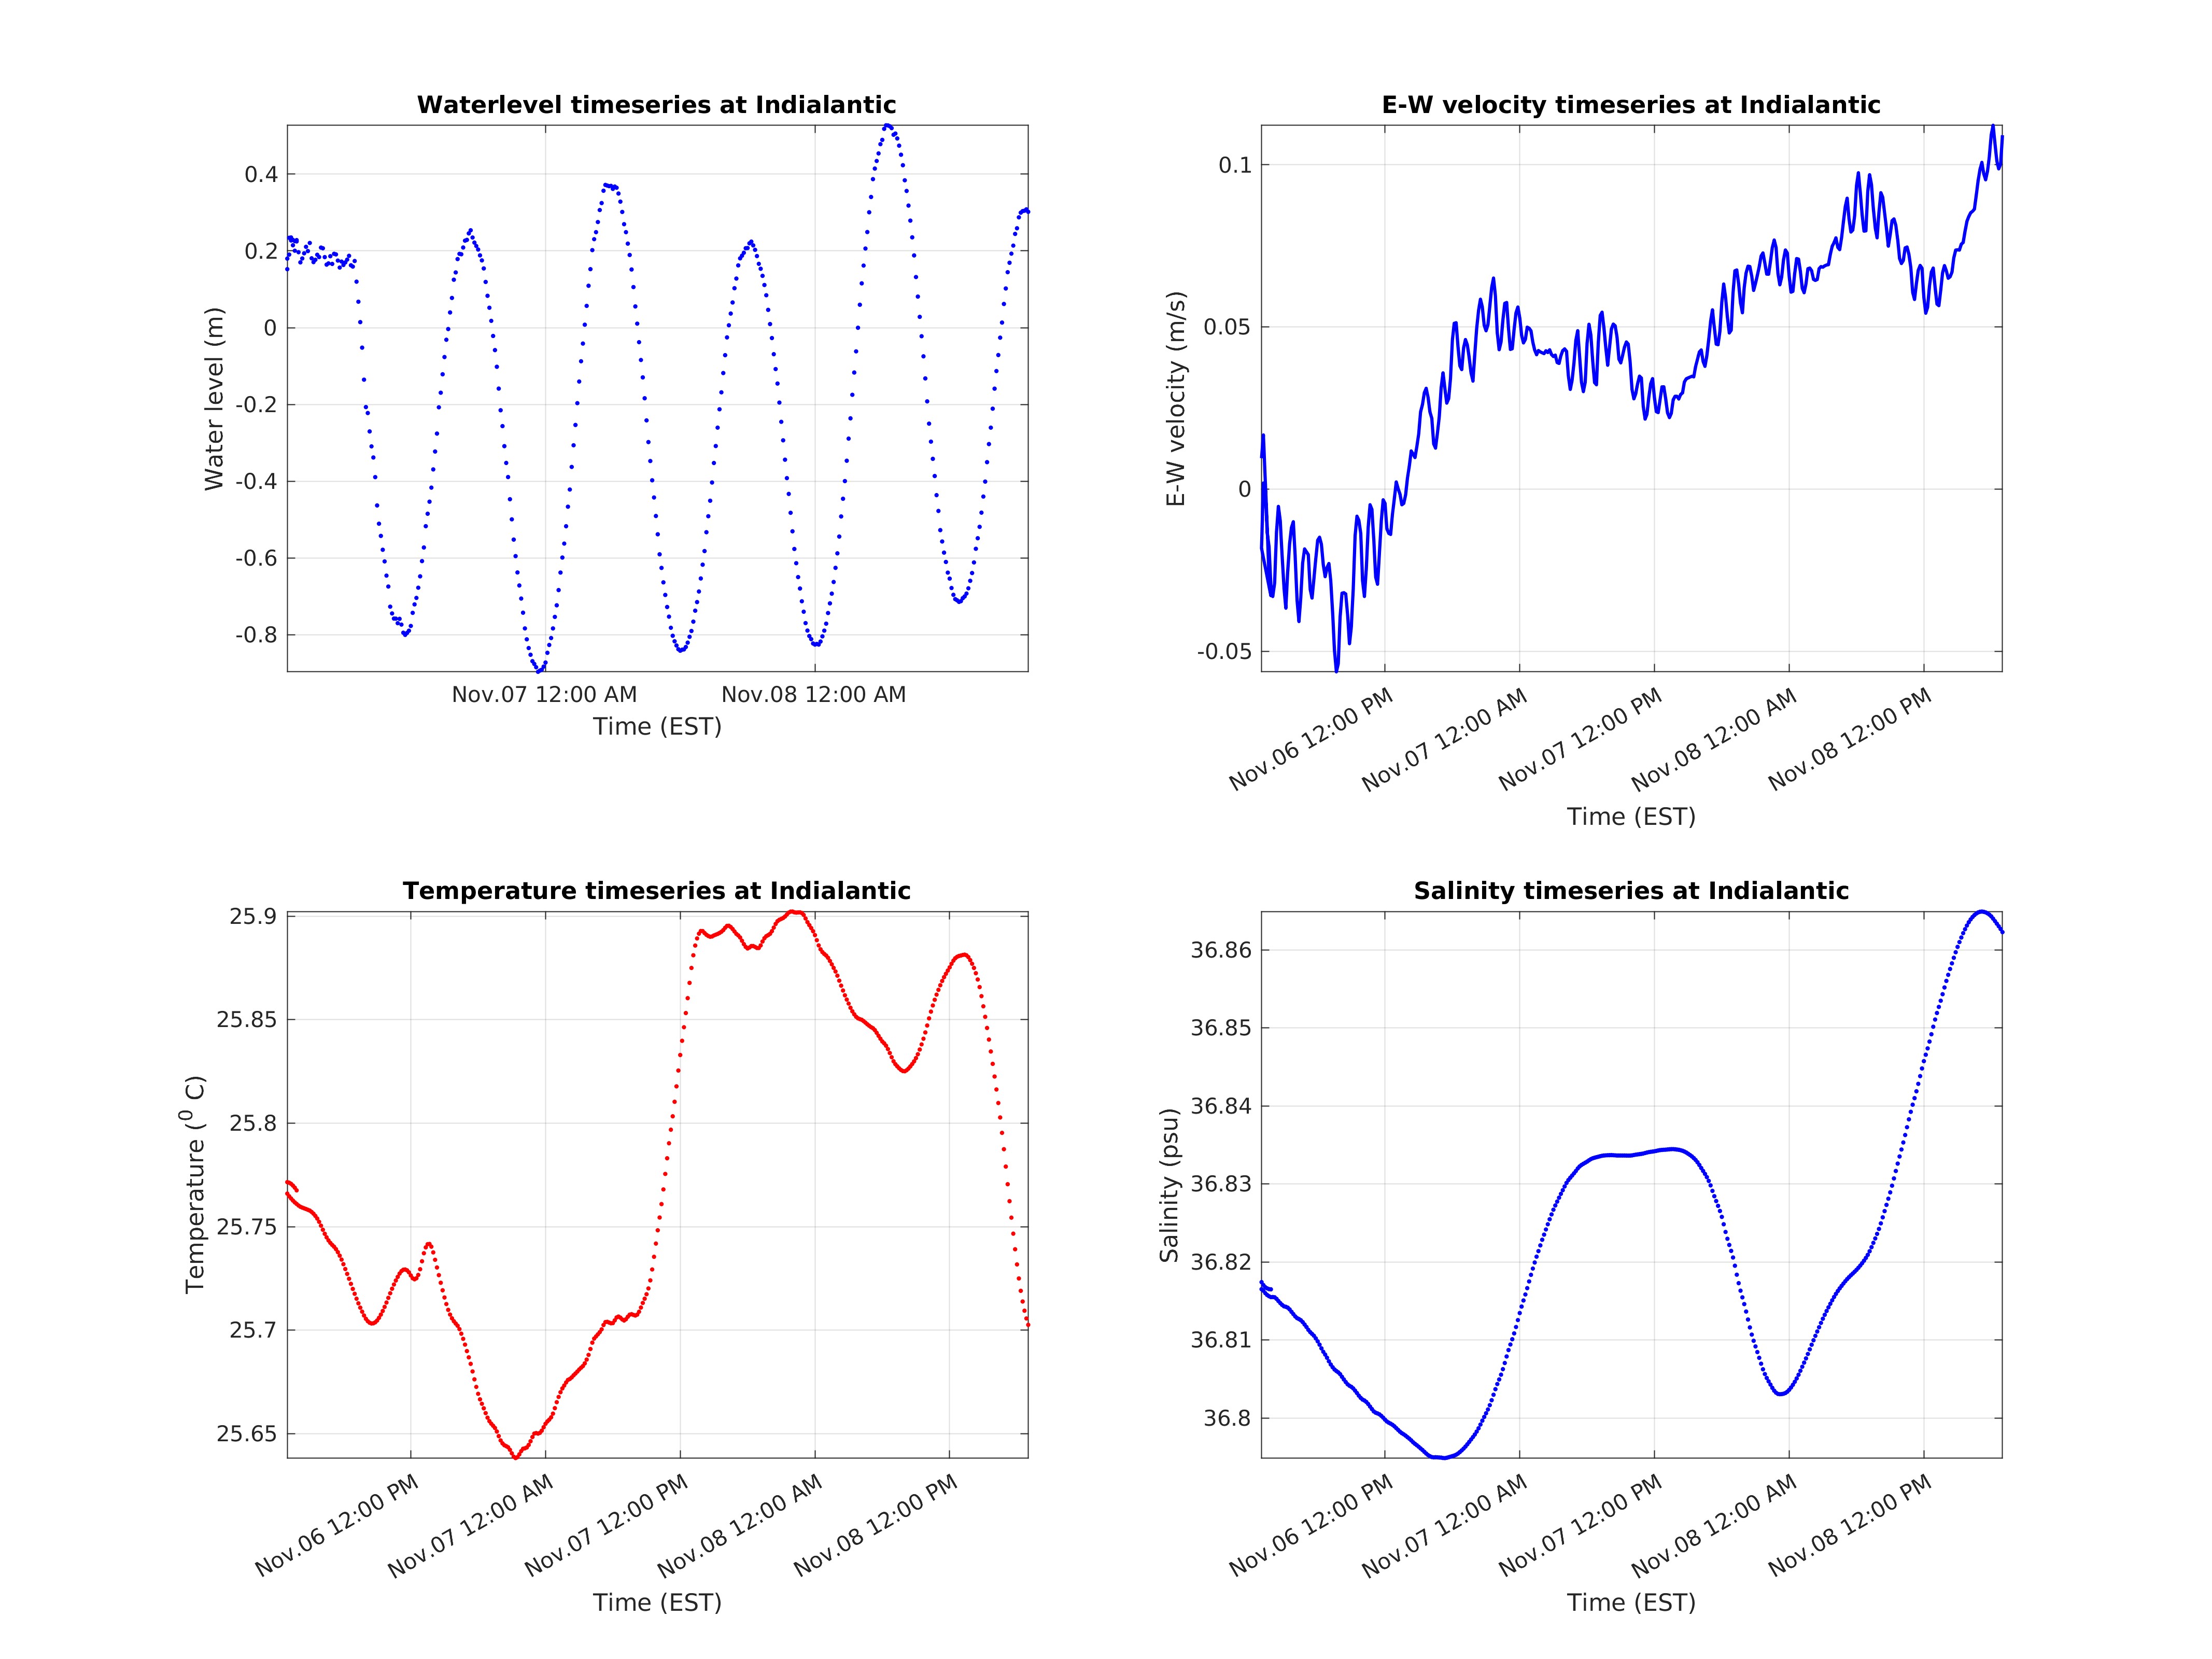 Waterlevel timeseries at Indialantic
0.4
0.2
0
-0.2
-0.4
-0.6
-0.8
Water level (m)
Nov.07 12:00 AM
Nov.08 12:00 AM
Time (EST)
E-W velocity timeseries at Indialantic
0.1
0.05
0
-0.05
E-W velocity (m/s)
Nov.06 12:00 PM
Nov.07 12:00 AM
Nov.07 12:00 PM
Nov.08 12:00 AM
Nov.08 12:00 PM
Time (EST)
Temperature timeseries at Indialantic
25.9
25.85
25.8
25.75
25.7
25.65
Temperature (⁰ C)
Nov.06 12:00 PM
Nov.07 12:00 AM
Nov.07 12:00 PM
Nov.08 12:00 AM
Nov.08 12:00 PM
Time (EST)
Salinity timeseries at Indialantic
36.86
36.85
36.84
36.83
36.82
36.81
36.8
Salinity (psu)
Nov.06 12:00 PM
Nov.07 12:00 AM
Nov.07 12:00 PM
Nov.08 12:00 AM
Nov.08 12:00 PM
Time (EST)